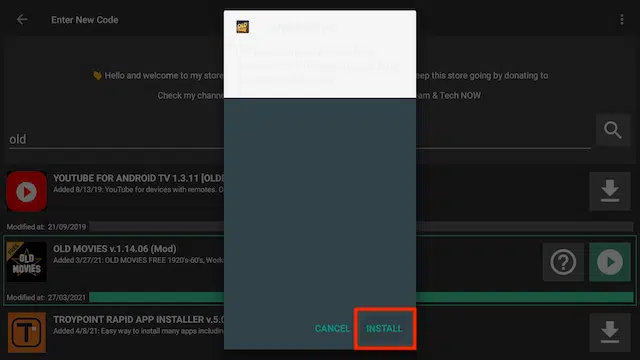 Enter New Code
Hello and welcome to my store
eep this store going by donating to
Check my channe
eam & Tech NOW
old
YOUTUBE FOR ANDROID TV 1.3.11 [OLD
Added 8/13/19: YouTube for devices with remotes. O
Modified at: 21/09/2019
OLD MOVIES v.1.14.06 (Mod)
Added 3/27/21: OLD MOVIES FREE 1920's-60's, Work
Modified at: 27/03/2021
OLD
MOVIES
TROYPOINT RAPID APP INSTALLER v.5.0
Added 4/8/21: Easy way to install many apps includin
CANCEL
INSTALL